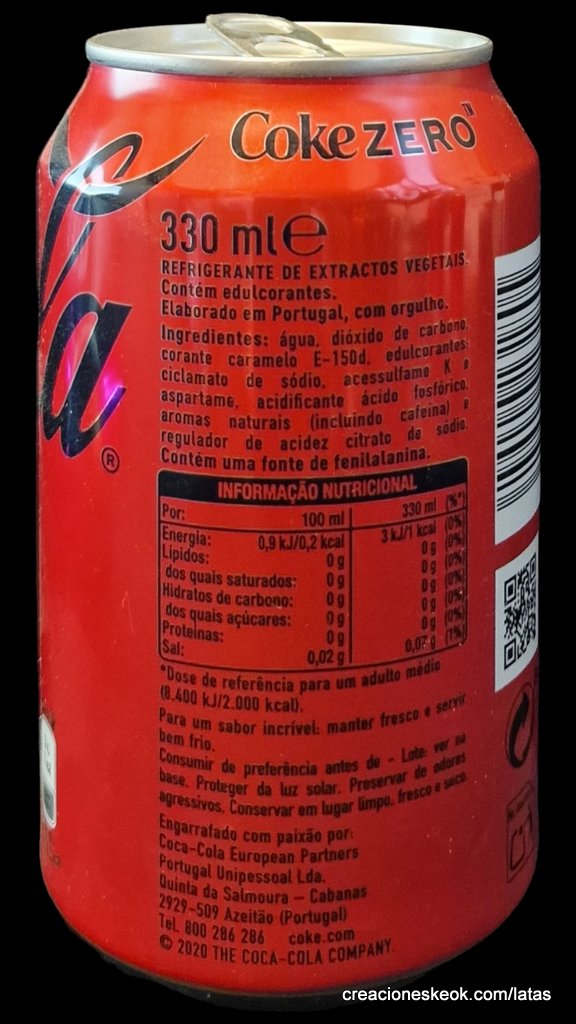 Coke ZERO™
330 ml ℮
REFRIGERANTE DE EXTRACTOS VEGETAIS.
Contém edulcorantes.
Elaborado em Portugal, com orgulho.
Ingredientes: água, dióxido de carbono,
corante caramelo E-150d, edulcorantes:
ciclamato de sódio, acessulfame K e
aspartame, acidificante ácido fosfórico,
aromas naturais (incluindo cafeína) e
regulador de acidez citrato de sódio.
Contém uma fonte de fenilalanina.
INFORMAÇÃO NUTRICIONAL
Por: 100 ml 330 ml (%*)
Energia: 0,9 kJ/0,2 kcal 3 kJ/1 kcal (0%)
Lípidos: 0 g 0 g (0%)
dos quais saturados: 0 g 0 g (0%)
Hidratos de carbono: 0 g 0 g (0%)
dos quais açúcares: 0 g 0 g (0%)
Proteínas: 0 g 0 g (0%)
Sal: 0,02 g 0,07 g (1%)
*Dose de referência para um adulto médio
(8.400 kJ/2.000 kcal).
Para um sabor incrível: manter fresco e servir
bem frio.
Consumir de preferência antes de - Lote: ver na
base. Proteger da luz solar. Preservar de odores
agressivos. Conservar em lugar limpo, fresco e seco.
Engarrafado com paixão por:
Coca-Cola European Partners
Portugal Unipessoal Lda.
Quinta da Salmoura – Cabanas
2929-509 Azeitão (Portugal)
Tel. 800 286 286 coke.com
© 2020 THE COCA-COLA COMPANY.
la
®
creacioneskeok.com/latas